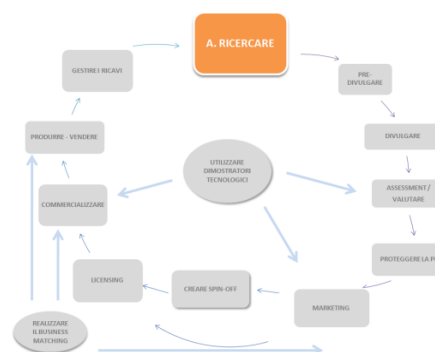 A. RICERCARE
PRE-
DIVULGARE
DIVULGARE
ASSESSMENT /
VALUTARE
PROTEGGERE LA P
MARKETING
CREARE SPIN-OFF
LICENSING
COMMERCIALIZZARE
PRODURRE - VENDERE
GESTIRE I RICAVI
UTILIZZARE
DIMOSTRATORI
TECNOLOGICI
REALIZZARE
IL BUSINESS
MATCHING